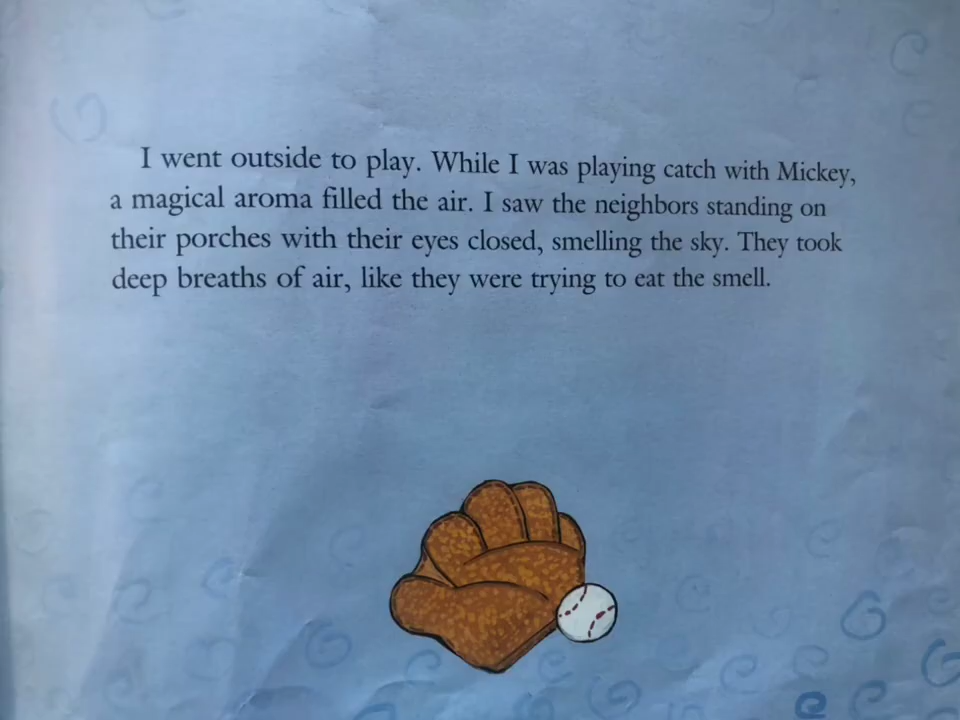 I went outside to play. While I was playing catch with Mickey,
a magical aroma filled the air. I saw the neighbors standing on
their porches with their eyes closed, smelling the sky. They took
deep breaths of air, like they were trying to eat the smell.